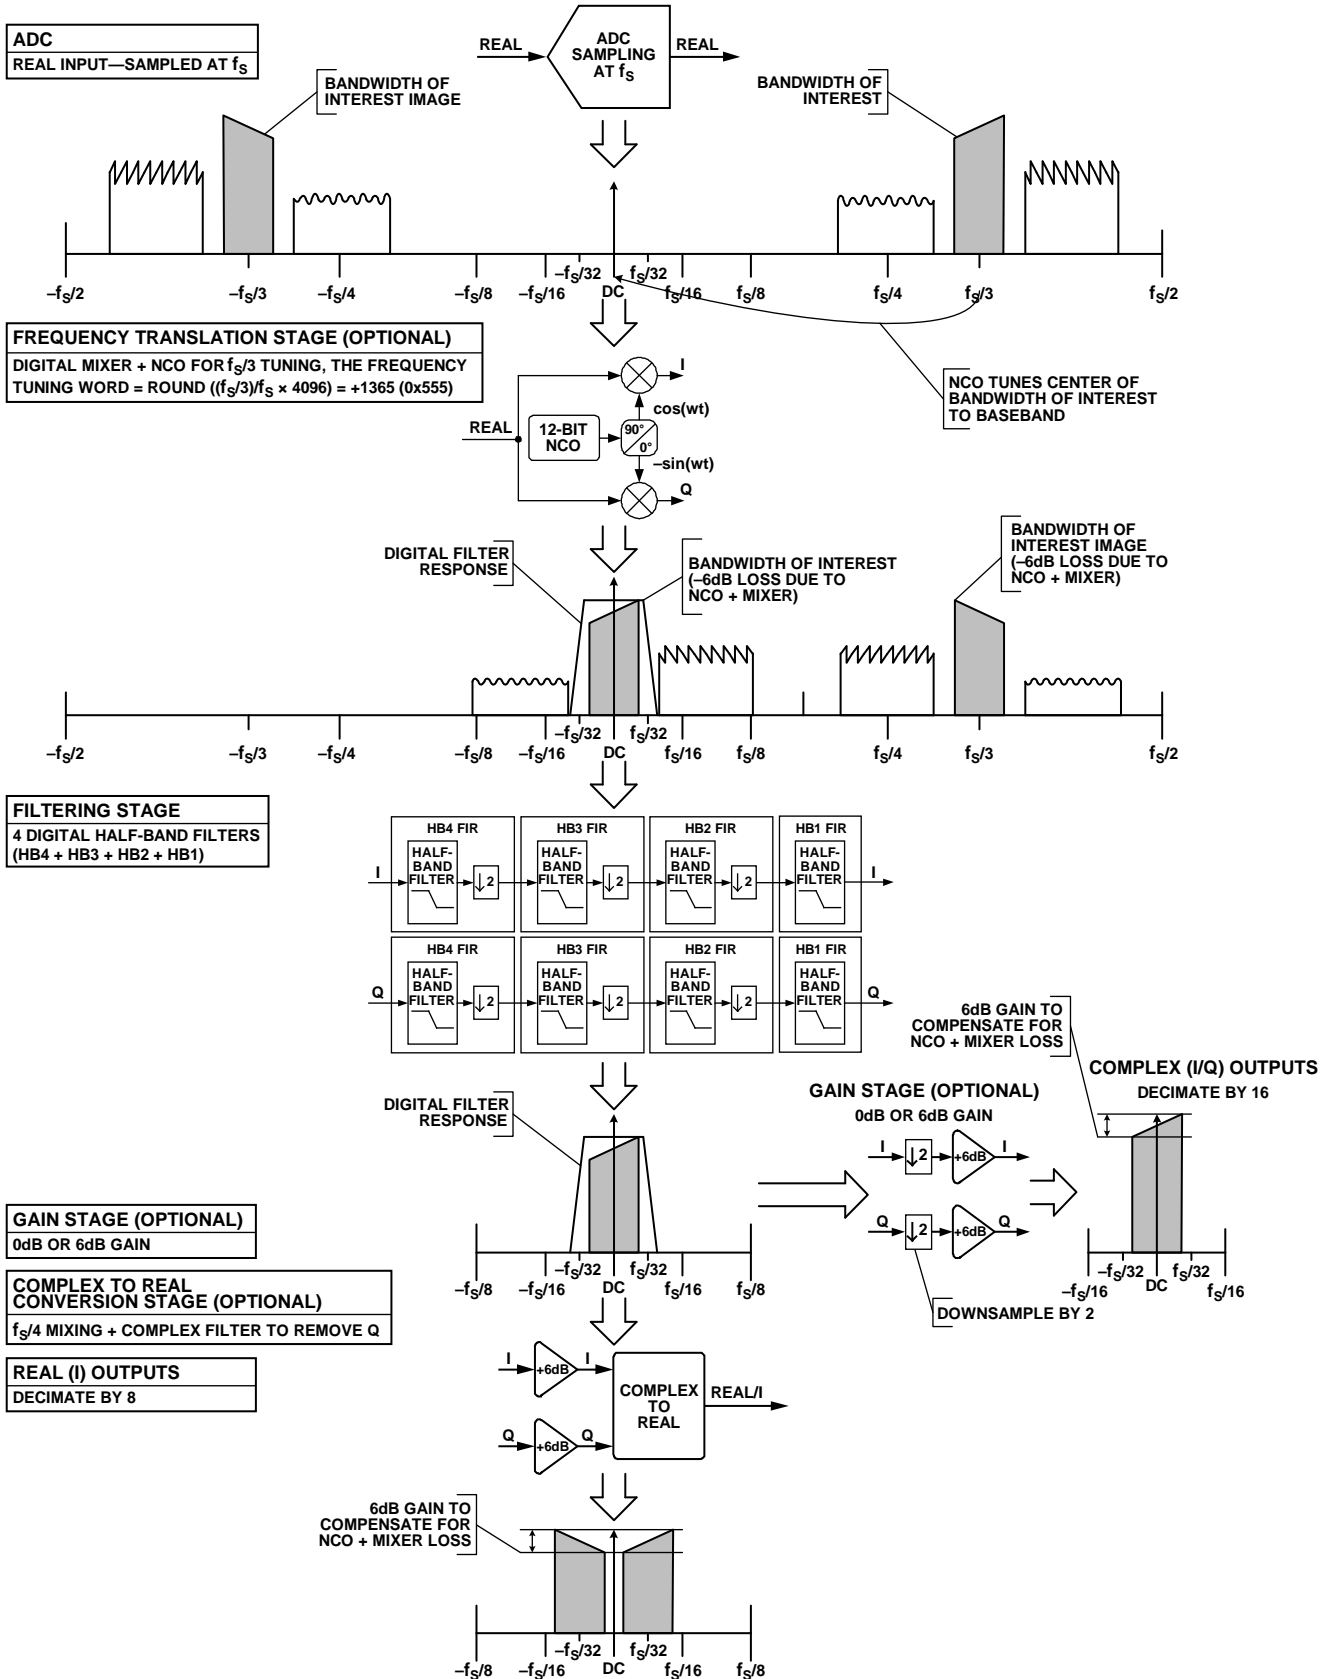 ADC
REAL INPUT—SAMPLED AT fS
REAL
ADC
SAMPLING
AT fS
REAL
BANDWIDTH OF
INTEREST IMAGE
BANDWIDTH OF
INTEREST
–fS/2
–fS/3
–fS/4
–fS/8
–fS/16
–fS/32
DC
fS/32
fS/16
fS/8
fS/4
fS/3
fS/2
FREQUENCY TRANSLATION STAGE (OPTIONAL)
DIGITAL MIXER + NCO FOR fS/3 TUNING, THE FREQUENCY
TUNING WORD = ROUND ((fS/3)/fS × 4096) = +1365 (0x555)
NCO TUNES CENTER OF
BANDWIDTH OF INTEREST
TO BASEBAND
I
cos(wt)
REAL
12-BIT
NCO
90°
0°
–sin(wt)
Q
DIGITAL FILTER
RESPONSE
BANDWIDTH OF INTEREST
(–6dB LOSS DUE TO
NCO + MIXER)
BANDWIDTH OF
INTEREST IMAGE
(–6dB LOSS DUE TO
NCO + MIXER)
–fS/2
–fS/3
–fS/4
–fS/8
–fS/16
–fS/32
DC
fS/32
fS/16
fS/8
fS/4
fS/3
fS/2
FILTERING STAGE
4 DIGITAL HALF-BAND FILTERS
(HB4 + HB3 + HB2 + HB1)
HB4 FIR
HB3 FIR
HB2 FIR
HB1 FIR
I
HALF-
BAND
FILTER
↓2
HALF-
BAND
FILTER
↓2
HALF-
BAND
FILTER
↓2
HALF-
BAND
FILTER
I
HB4 FIR
HB3 FIR
HB2 FIR
HB1 FIR
Q
HALF-
BAND
FILTER
↓2
HALF-
BAND
FILTER
↓2
HALF-
BAND
FILTER
↓2
HALF-
BAND
FILTER
Q
6dB GAIN TO
COMPENSATE FOR
NCO + MIXER LOSS
COMPLEX (I/Q) OUTPUTS
DECIMATE BY 16
GAIN STAGE (OPTIONAL)
0dB OR 6dB GAIN
DIGITAL FILTER
RESPONSE
I
↓2
+6dB
I
Q
↓2
+6dB
Q
DOWNSAMPLE BY 2
–fS/16
–fS/32
DC
fS/32
fS/16
–fS/8
–fS/16
–fS/32
DC
fS/32
fS/16
fS/8
GAIN STAGE (OPTIONAL)
0dB OR 6dB GAIN
COMPLEX TO REAL
CONVERSION STAGE (OPTIONAL)
fS/4 MIXING + COMPLEX FILTER TO REMOVE Q
REAL (I) OUTPUTS
DECIMATE BY 8
I
+6dB
I
Q
+6dB
Q
COMPLEX
TO
REAL
REAL/I
6dB GAIN TO
COMPENSATE FOR
NCO + MIXER LOSS
–fS/8
–fS/16
–fS/32
DC
fS/32
fS/16
fS/8